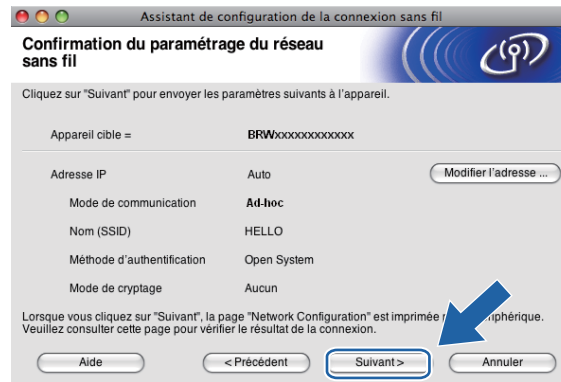 Assistant de configuration de la connexion sans fil
Confirmation du paramétrage du réseau
sans fil
Cliquez sur "Suivant" pour envoyer les paramètres suivants à l'appareil.
Appareil cible = BRWxxxxxxxxxxxx
Adresse IP Auto Modifier l'adresse ...
Mode de communication Ad-hoc
Nom (SSID) HELLO
Méthode d'authentification Open System
Mode de cryptage Aucun
Lorsque vous cliquez sur "Suivant", la page "Network Configuration" est imprimée
Veuillez consulter cette page pour vérifier le résultat de la connexion.
Aide < Précédent Suivant > Annuler